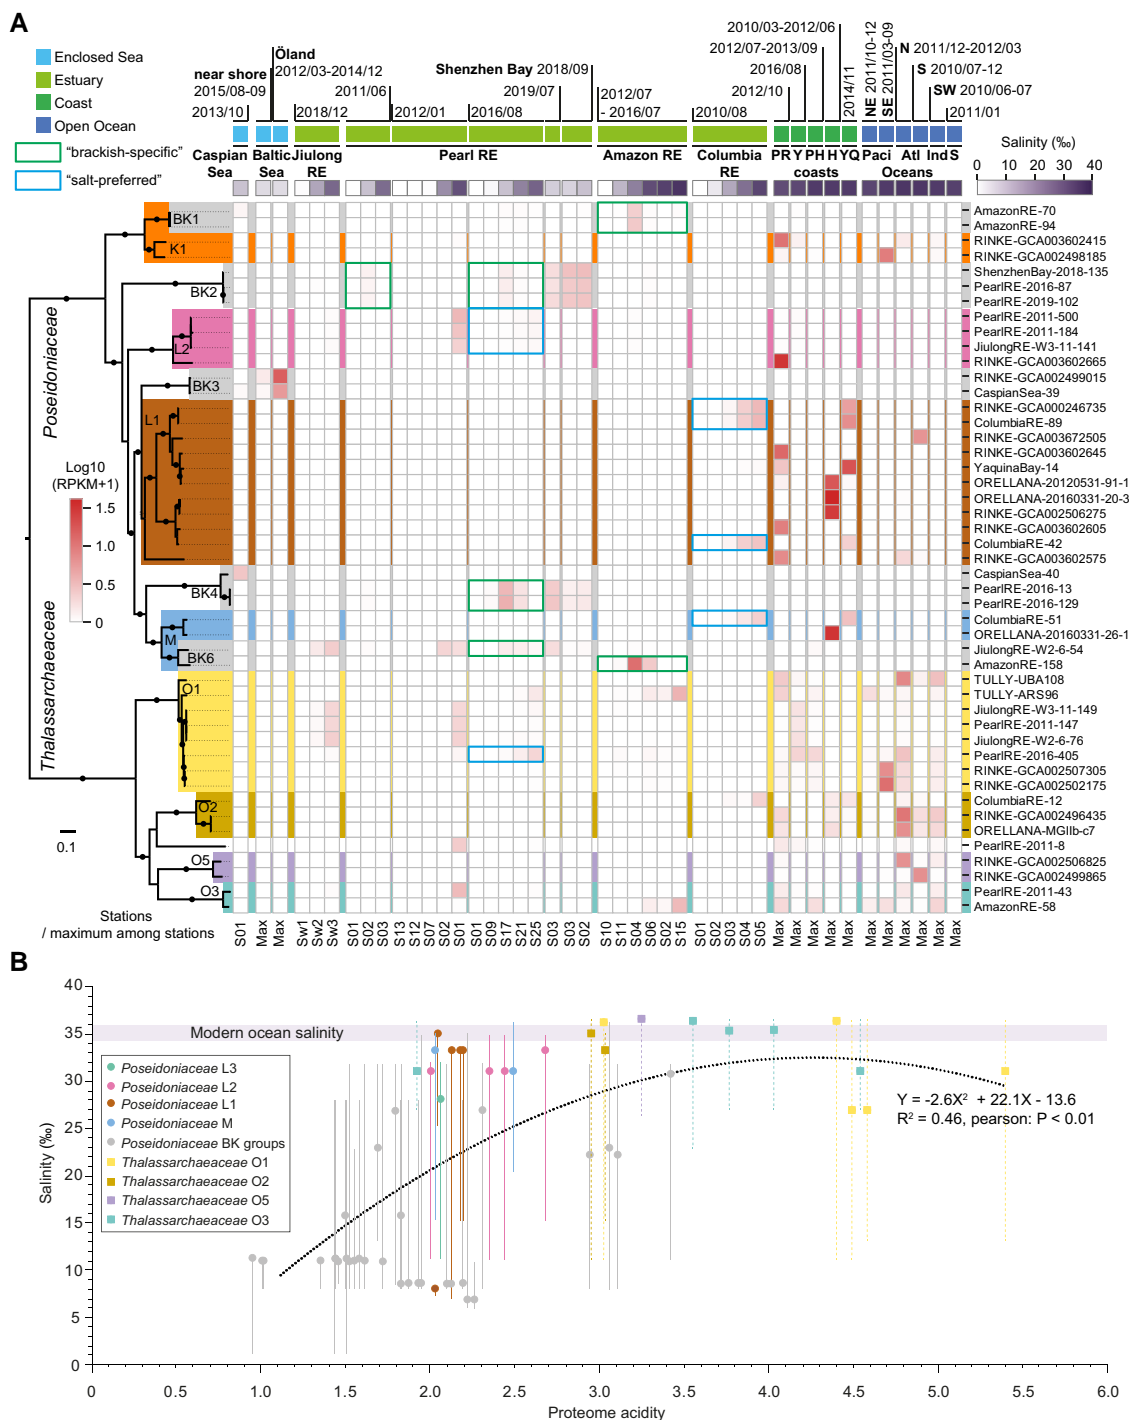 A
Enclosed Sea
Estuary
Coast
Open Ocean
"brackish-specific"
"salt-preferred"
2010/03-2012/06
2012/07-2013/09
2016/08
2012/10
2014/11
NE 2011/10-12
SE 2011/03-09
N 2011/12-2012/03
S 2010/07-12
SW 2010/06-07
2011/01
Öland
near shore 2012/03-2014/12
2015/08-09
2013/10
2018/12
2011/06
2012/01
Shenzhen Bay 2018/09
2019/07
2016/08
2012/07
- 2016/07
2010/08
Caspian Sea
Baltic Sea
Jiulong RE
Pearl RE
Amazon RE
Columbia RE
PR Y PH H YQ
coasts
Paci Atl Ind S
Oceans
Salinity (‰)
0 10 20 30 40
Poseidoniaceae
Thalassarchaeaceae
BK1
K1
BK2
L2
BK3
L1
BK4
M
BK6
O1
O2
O5
O3
Log10
(RPKM+1)
1.5
1.0
0.5
0
0.1
AmazonRE-70
AmazonRE-94
RINKE-GCA003602415
RINKE-GCA002498185
ShenzhenBay-2018-135
PearlRE-2016-87
PearlRE-2019-102
PearlRE-2011-500
PearlRE-2011-184
JiulongRE-W3-11-141
RINKE-GCA003602665
RINKE-GCA002499015
CaspianSea-39
RINKE-GCA000246735
ColumbiaRE-89
RINKE-GCA003672505
RINKE-GCA003602645
YaquinaBay-14
ORELLANA-20120531-91-1
ORELLANA-20160331-20-3
RINKE-GCA002506275
RINKE-GCA003602605
ColumbiaRE-42
RINKE-GCA003602575
CaspianSea-40
PearlRE-2016-13
PearlRE-2016-129
ColumbiaRE-51
ORELLANA-20160331-26-1
JiulongRE-W2-6-54
AmazonRE-158
TULLY-UBA108
TULLY-ARS96
JiulongRE-W3-11-149
PearlRE-2011-147
JiulongRE-W2-6-76
PearlRE-2016-405
RINKE-GCA002507305
RINKE-GCA002502175
ColumbiaRE-12
RINKE-GCA002496435
ORELLANA-MGIIb-c7
PearlRE-2011-8
RINKE-GCA002506825
RINKE-GCA002499865
PearlRE-2011-43
AmazonRE-58
Stations
/ maximum among stations
S01 Max Max Sw1 Sw2 Sw3 S01 S02 S03 S13 S12 S07 S02 S01 S01 S09 S17 S21 S25 S03 S03 S02 S10 S11 S04 S06 S02 S15 S01 S02 S03 S04 S05 Max Max Max Max Max Max Max Max Max Max Max
B
Salinity (‰)
40
35
30
25
20
15
10
5
0
Modern ocean salinity
Poseidoniaceae L3
Poseidoniaceae L2
Poseidoniaceae L1
Poseidoniaceae M
Poseidoniaceae BK groups
Thalassarchaeaceae O1
Thalassarchaeaceae O2
Thalassarchaeaceae O5
Thalassarchaeaceae O3
Y = -2.6X² + 22.1X - 13.6
R² = 0.46, pearson: P < 0.01
0 0.5 1.0 1.5 2.0 2.5 3.0 3.5 4.0 4.5 5.0 5.5 6.0
Proteome acidity